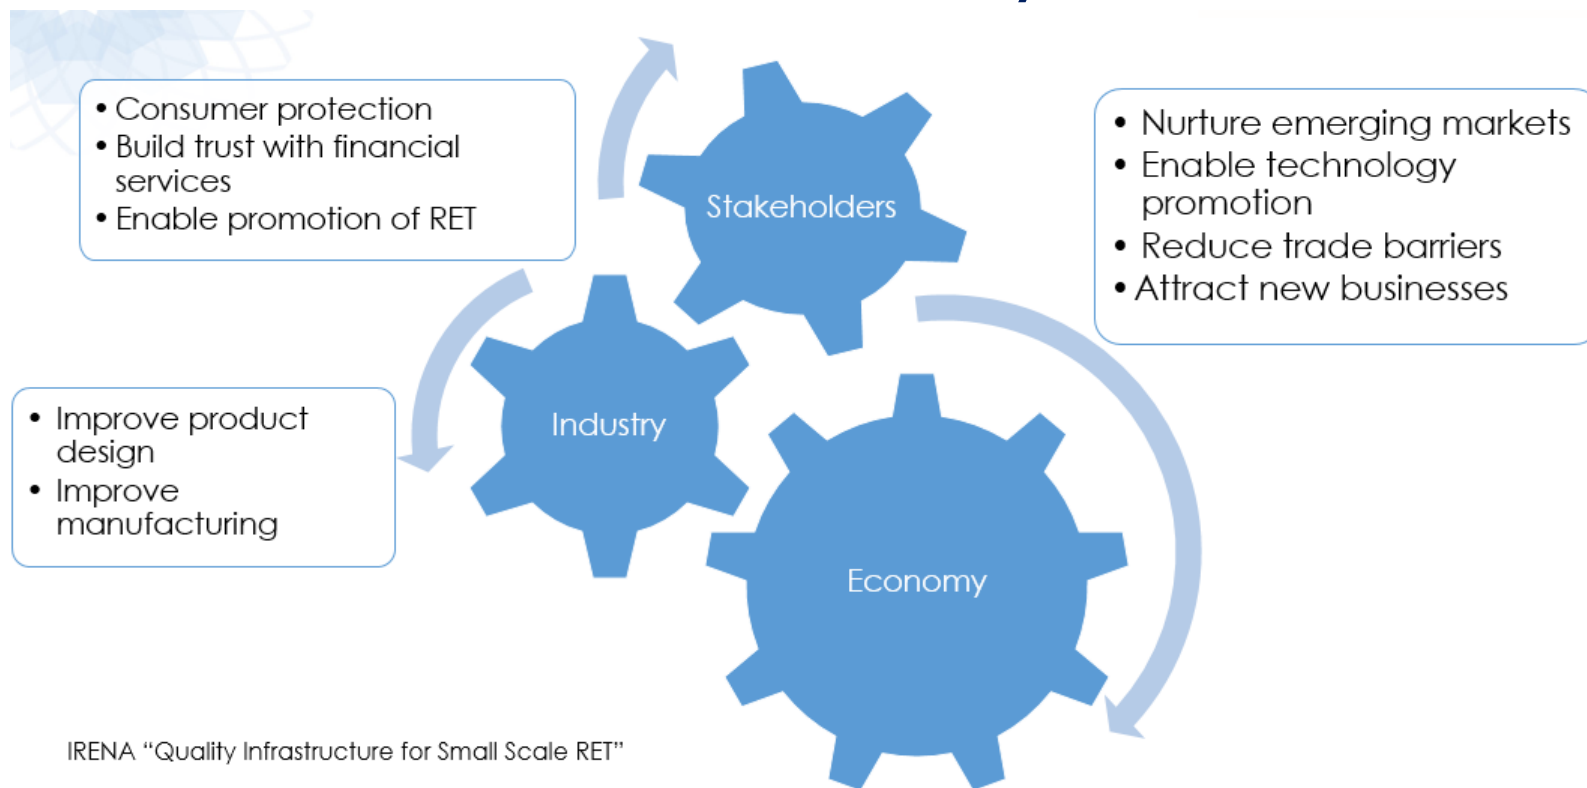 • Consumer protection
• Build trust with financial
services
• Enable promotion of RET
Stakeholders
• Nurture emerging markets
• Enable technology
promotion
• Reduce trade barriers
• Attract new businesses
• Improve product
design
• Improve
manufacturing
Industry
Economy
IRENA “Quality Infrastructure for Small Scale RET”